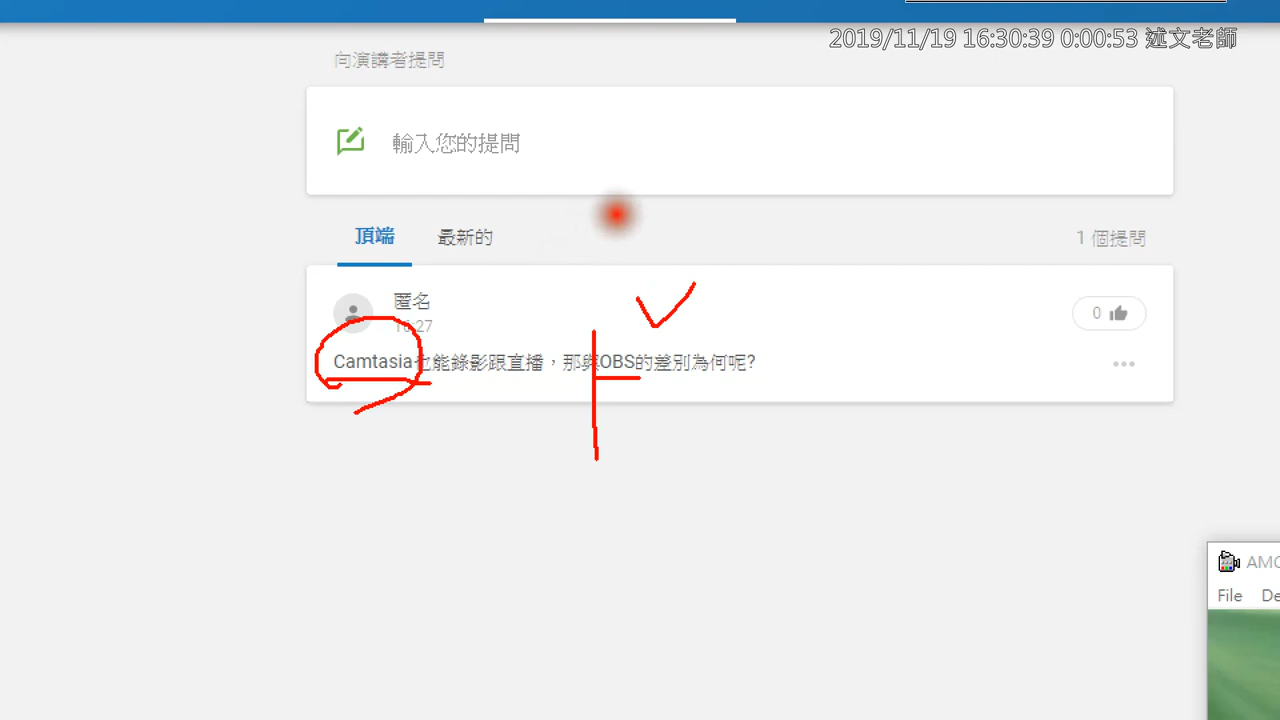 2019/11/19 16:30:39 0:00:53 述文老師
向演講者提問
輸入您的提問
頂端
最新的
1 個提問
匿名
16:27
0
Camtasia也能錄影跟直播，那與OBS的差別為何呢?
File